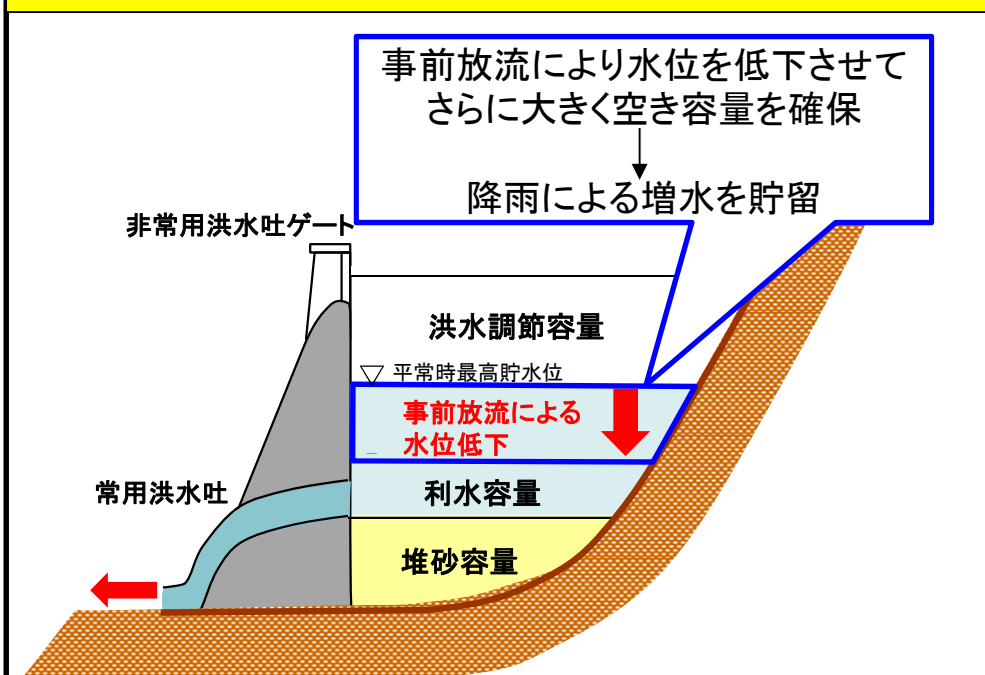 事前放流により水位を低下させて
さらに大きく空き容量を確保
降雨による増水を貯留
非常用洪水吐ゲート
洪水調節容量
平常時最高貯水位
事前放流による
水位低下
常用洪水吐
利水容量
堆砂容量